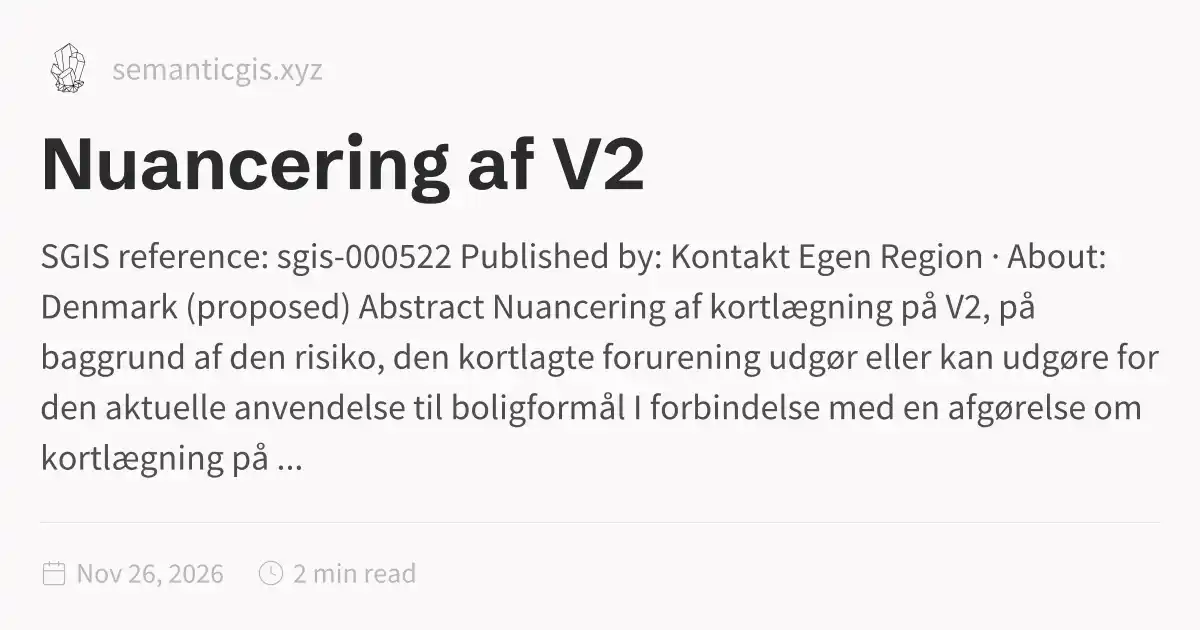 semanticgis.xyz
Nuancering af V2
SGIS reference: sgis-000522 Published by: Kontakt Egen Region · About:
Denmark (proposed) Abstract Nuancering af kortlægning på V2, på
baggrund af den risiko, den kortlagte forurening udgør eller kan udgøre for
den aktuelle anvendelse til boligformål I forbindelse med en afgørelse om
kortlægning på ...
Nov 26, 2026 2 min read